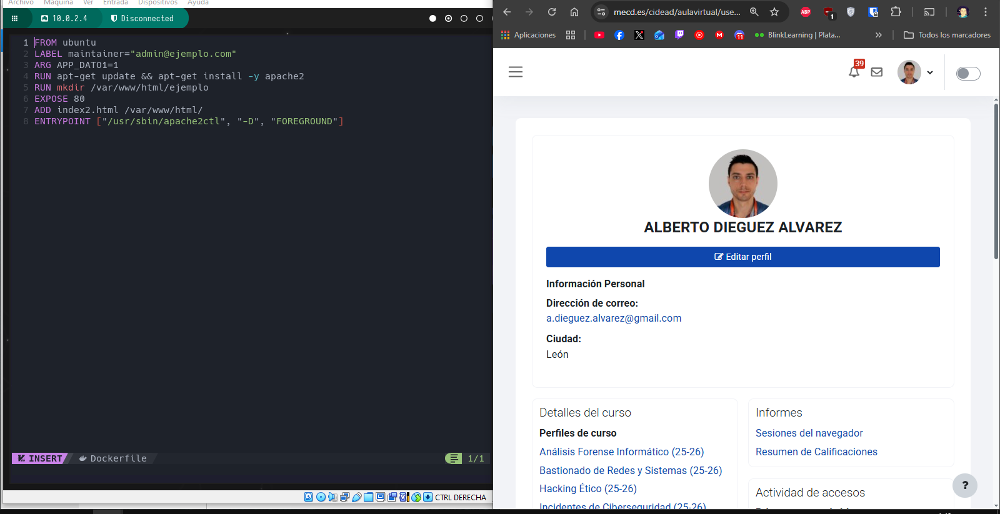 Archivo Máquina Ver Entrada Dispositivos Ayuda
10.0.2.4 Disconnected
1 FROM ubuntu
2 LABEL maintainer="admin@ejemplo.com"
3 ARG APP_DATO1=1
4 RUN apt-get update && apt-get install -y apache2
5 RUN mkdir /var/www/html/ejemplo
6 EXPOSE 80
7 ADD index2.html /var/www/html/
8 ENTRYPOINT ["/usr/sbin/apache2ctl", "-D", "FOREGROUND"]
INSERT Dockerfile 1/1
CTRL DERECHA
mecd.es/cidead/aulavirtual/use...
ABP
1
Aplicaciones
11
BlinkLearning | Plata...
» Todos los marcadores
39
ALBERTO DIEGUEZ ALVAREZ
Editar perfil
Información Personal
Dirección de correo:
a.dieguez.alvarez@gmail.com
Ciudad:
León
Detalles del curso
Perfiles de curso
Análisis Forense Informático (25-26)
Bastionado de Redes y Sistemas (25-26)
Hacking Ético (25-26)
Incidentes de Ciberseguridad (25-26)
Informes
Sesiones del navegador
Resumen de Calificaciones
Actividad de accesos
?